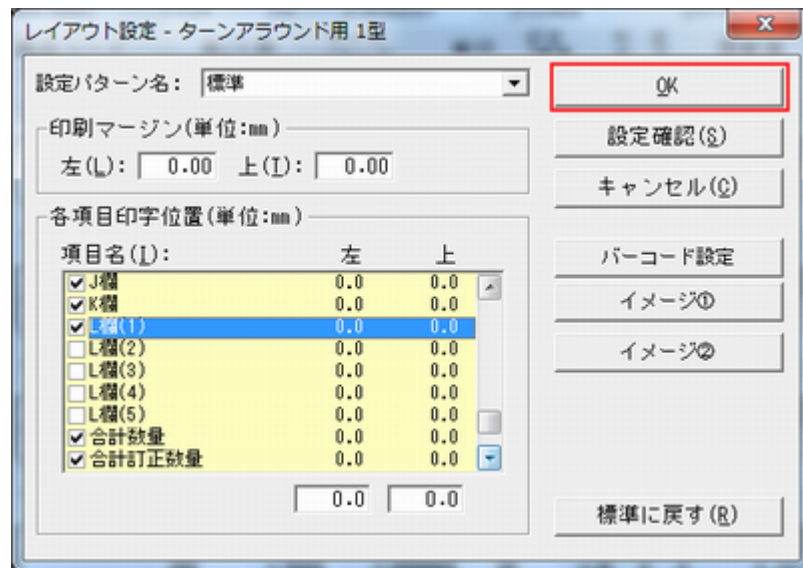 レイアウト設定 - ターンアラウンド用 1型
設定パターン名: 標準
OK
印刷マージン(単位:mm)
左(L): 0.00 上(T): 0.00
設定確認(S)
キャンセル(C)
各項目印字位置(単位:mm)
項目名(I): 左 上
J欄 0.0 0.0
K欄 0.0 0.0
L欄(1) 0.0 0.0
L欄(2) 0.0 0.0
L欄(3) 0.0 0.0
L欄(4) 0.0 0.0
L欄(5) 0.0 0.0
合計数量 0.0 0.0
合計訂正数量 0.0 0.0
0.0 0.0
バーコード設定
イメージ①
イメージ②
標準に戻す(R)